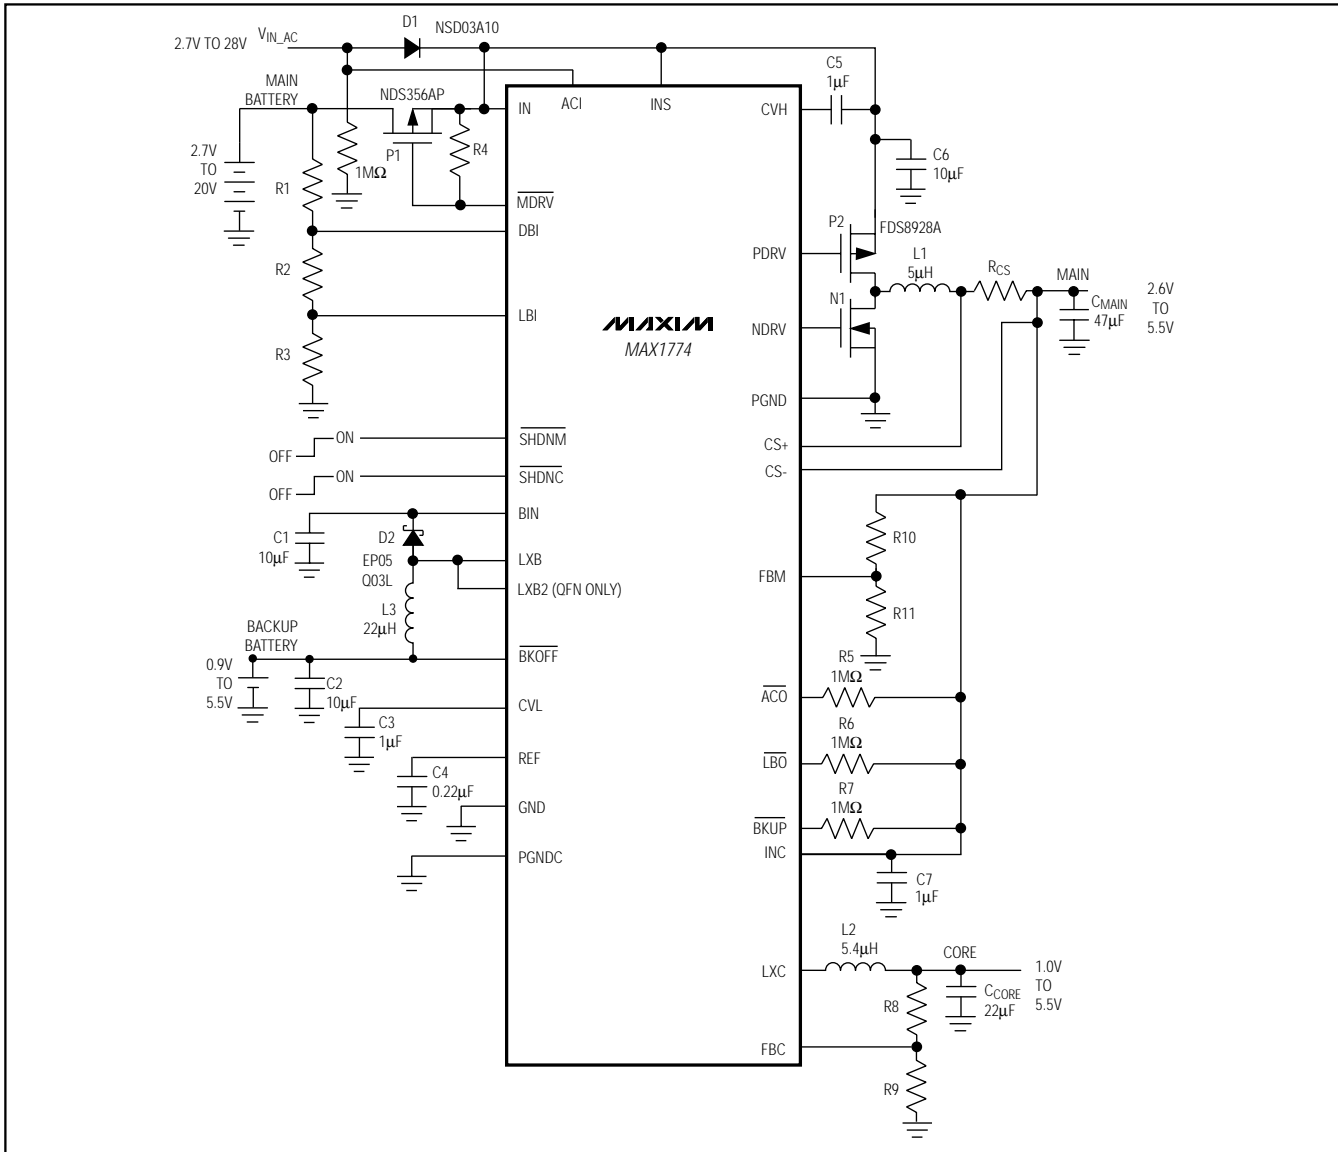 D1
NSD03A10
2.7V TO 28V
VIN_AC
MAIN
BATTERY
NDS356AP
P1
R4
1MΩ
2.7V
TO
20V
R1
R2
R3
IN
ACI
INS
CVH
C5
1µF
C6
10µF
MDRV
DBI
LBI
P2
FDS8928A
PDRV
L1
5µH
RCS
MAIN
2.6V
TO
5.5V
CMAIN
47µF
N1
NDRV
MAXIM
MAX1774
PGND
CS+
CS-
OFF
ON
SHDNM
OFF
ON
SHDNC
BIN
C1
10µF
D2
EP05
Q03L
LXB
LXB2 (QFN ONLY)
L3
22µH
R10
FBM
R11
BACKUP
BATTERY
0.9V
TO
5.5V
BKOFF
C2
10µF
CVL
C3
1µF
REF
C4
0.22µF
GND
PGNDC
R5
1MΩ
ACO
R6
1MΩ
LBO
R7
1MΩ
BKUP
INC
C7
1µF
L2
5.4µH
LXC
CORE
1.0V
TO
5.5V
CCORE
22µF
R8
FBC
R9